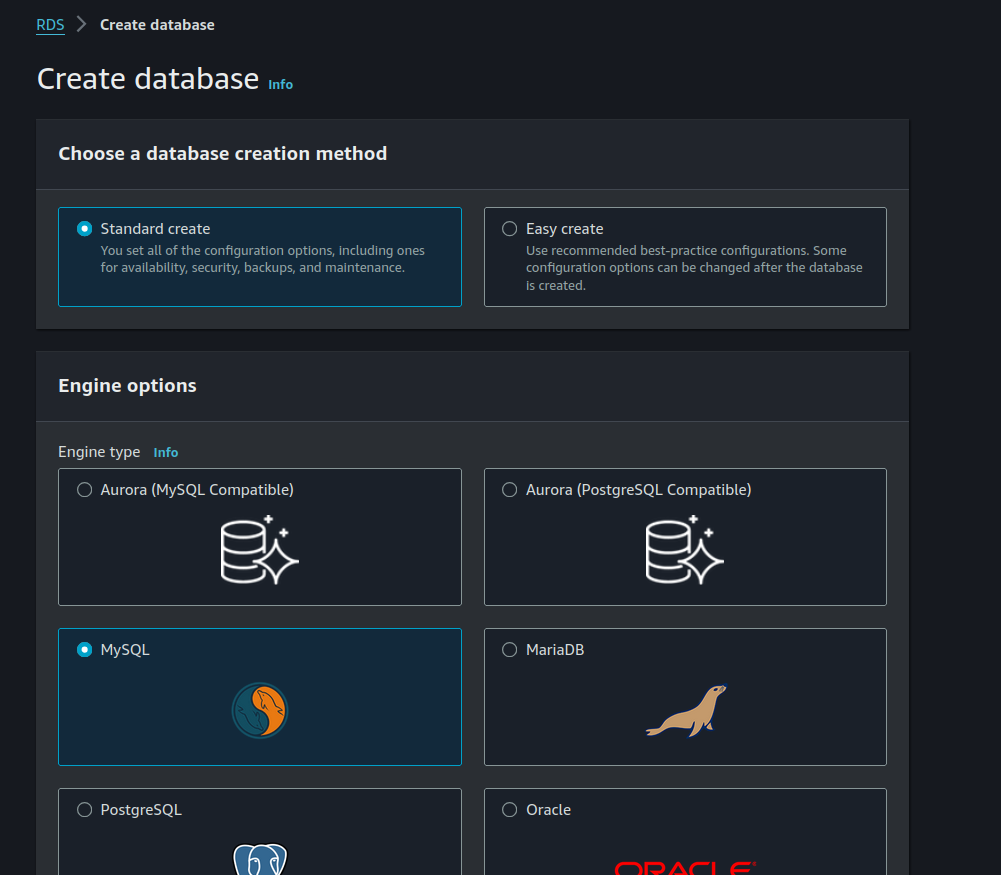 RDS Create database
Create database Info
Choose a database creation method
Standard create
You set all of the configuration options, including ones
for availability, security, backups, and maintenance.
Easy create
Use recommended best-practice configurations. Some
configuration options can be changed after the database
is created.
Engine options
Engine type Info
Aurora (MySQL Compatible)
Aurora (PostgreSQL Compatible)
MySQL
MariaDB
PostgreSQL
Oracle
ORACLE